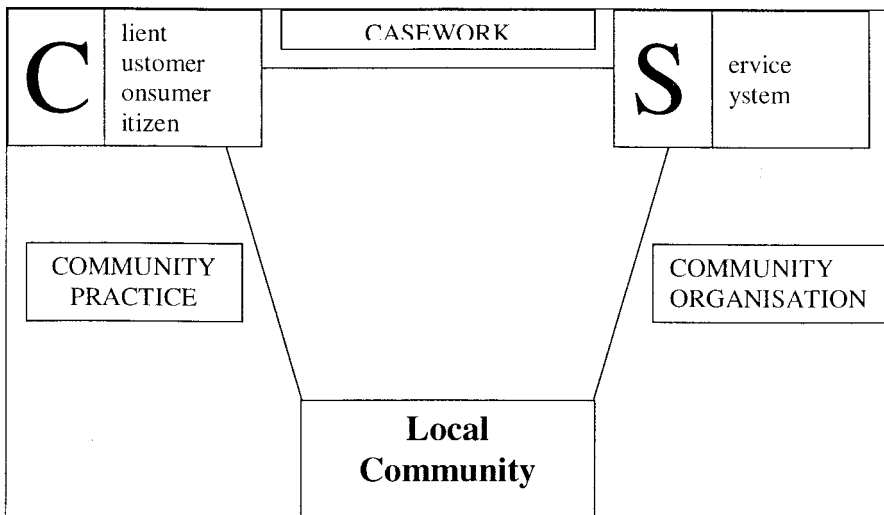 C
lient
ustomer
onsumer
itizen
CASEWORK
S
ervice
ystem
COMMUNITY
PRACTICE
COMMUNITY
ORGANISATION
Local
Community